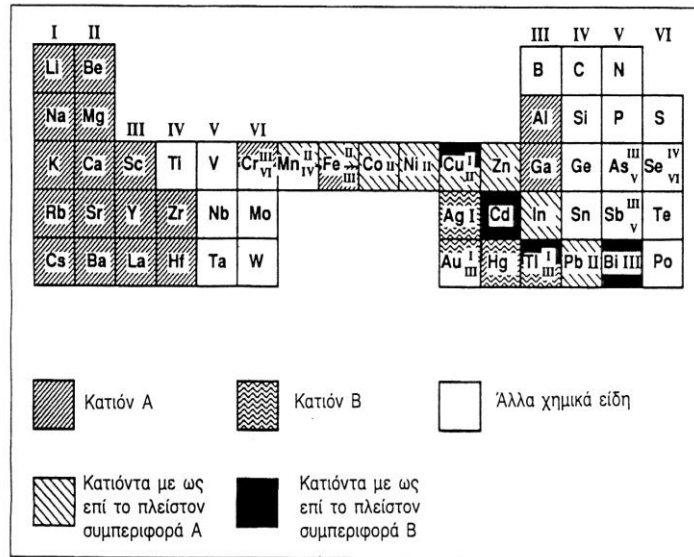 I II III IV V VI
Li Be B C N
Na Mg III IV V VI Al Si P S
K Ca Sc Ti V Cr III VI Mn II IV Fe II III Co II Ni II Cu I II Zn Ga Ge As III V Se IV VI
Rb Sr Y Zr Nb Mo Ag I Cd In Sn Sb III V Te
Cs Ba La Hf Ta W Au I III Hg Tl I III Pb II Bi III Po
Κατιόν Α Κατιόν Β Άλλα χημικά είδη
Κατιόντα με ως
επί το πλείστον
συμπεριφορά Α
Κατιόντα με ως
επί το πλείστον
συμπεριφορά Β